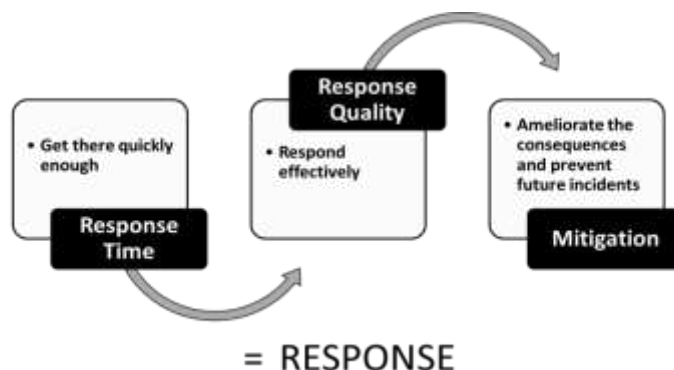 • Get there quickly
enough
Response
Time
Response
Quality
• Respond
effectively
• Ameliorate the
consequences
and prevent
future incidents
Mitigation
= RESPONSE